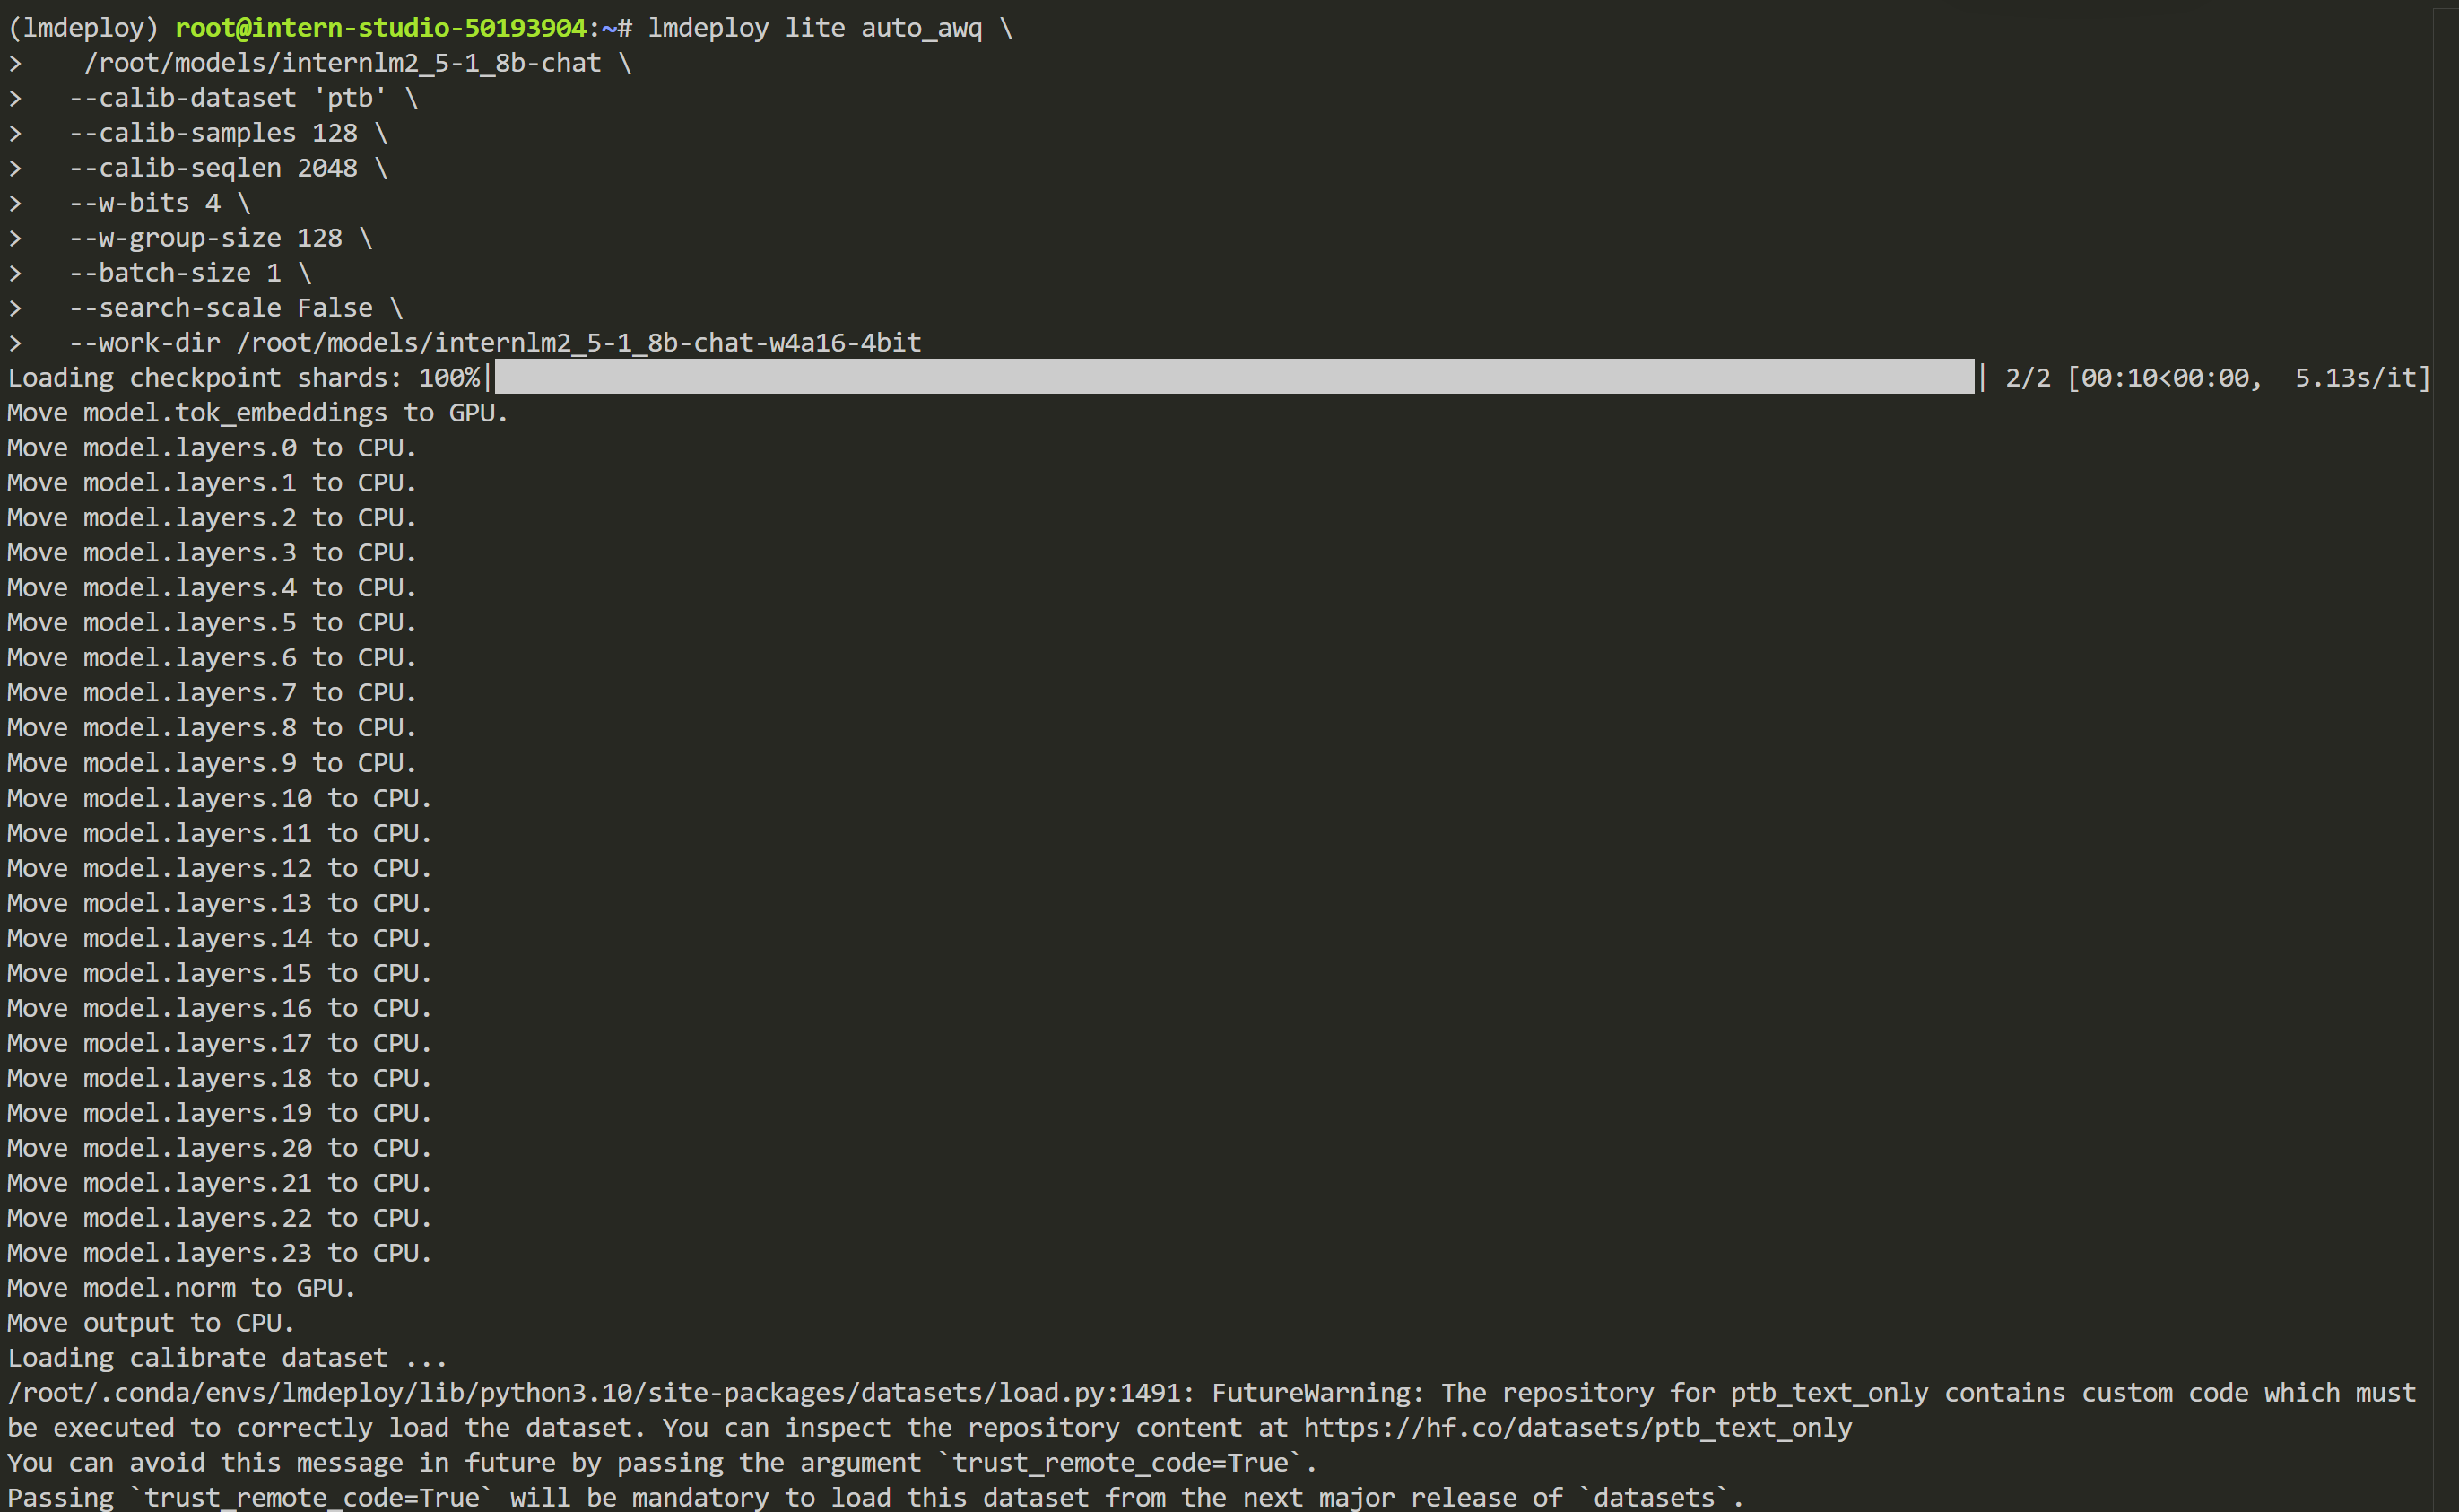 (lmdeploy) root@intern-studio-50193904:~# lmdeploy lite auto_awq \
>    /root/models/internlm2_5-1_8b-chat \
>   --calib-dataset 'ptb' \
>   --calib-samples 128 \
>   --calib-seqlen 2048 \
>   --w-bits 4 \
>   --w-group-size 128 \
>   --batch-size 1 \
>   --search-scale False \
>   --work-dir /root/models/internlm2_5-1_8b-chat-w4a16-4bit
Loading checkpoint shards: 100%|| 2/2 [00:10<00:00,  5.13s/it]
Move model.tok_embeddings to GPU.
Move model.layers.0 to CPU.
Move model.layers.1 to CPU.
Move model.layers.2 to CPU.
Move model.layers.3 to CPU.
Move model.layers.4 to CPU.
Move model.layers.5 to CPU.
Move model.layers.6 to CPU.
Move model.layers.7 to CPU.
Move model.layers.8 to CPU.
Move model.layers.9 to CPU.
Move model.layers.10 to CPU.
Move model.layers.11 to CPU.
Move model.layers.12 to CPU.
Move model.layers.13 to CPU.
Move model.layers.14 to CPU.
Move model.layers.15 to CPU.
Move model.layers.16 to CPU.
Move model.layers.17 to CPU.
Move model.layers.18 to CPU.
Move model.layers.19 to CPU.
Move model.layers.20 to CPU.
Move model.layers.21 to CPU.
Move model.layers.22 to CPU.
Move model.layers.23 to CPU.
Move model.norm to GPU.
Move output to CPU.
Loading calibrate dataset ...
/root/.conda/envs/lmdeploy/lib/python3.10/site-packages/datasets/load.py:1491: FutureWarning: The repository for ptb_text_only contains custom code which must
be executed to correctly load the dataset. You can inspect the repository content at https://hf.co/datasets/ptb_text_only
You can avoid this message in future by passing the argument `trust_remote_code=True`.
Passing `trust_remote_code=True` will be mandatory to load this dataset from the next major release of `datasets`.